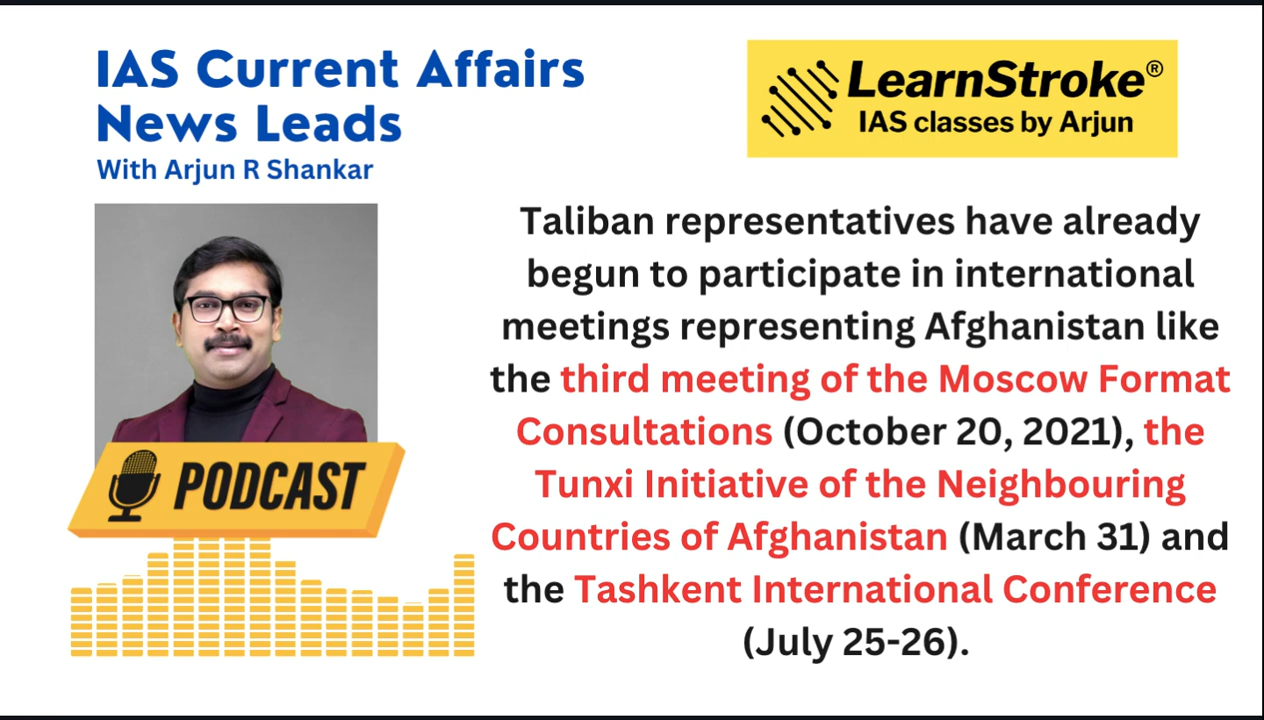 IAS Current Affairs
News Leads
With Arjun R Shankar
LearnStroke®
IAS classes by Arjun
PODCAST
Taliban representatives have already
begun to participate in international
meetings representing Afghanistan like
the third meeting of the Moscow Format
Consultations (October 20, 2021), the
Tunxi Initiative of the Neighbouring
Countries of Afghanistan (March 31) and
the Tashkent International Conference
(July 25-26).